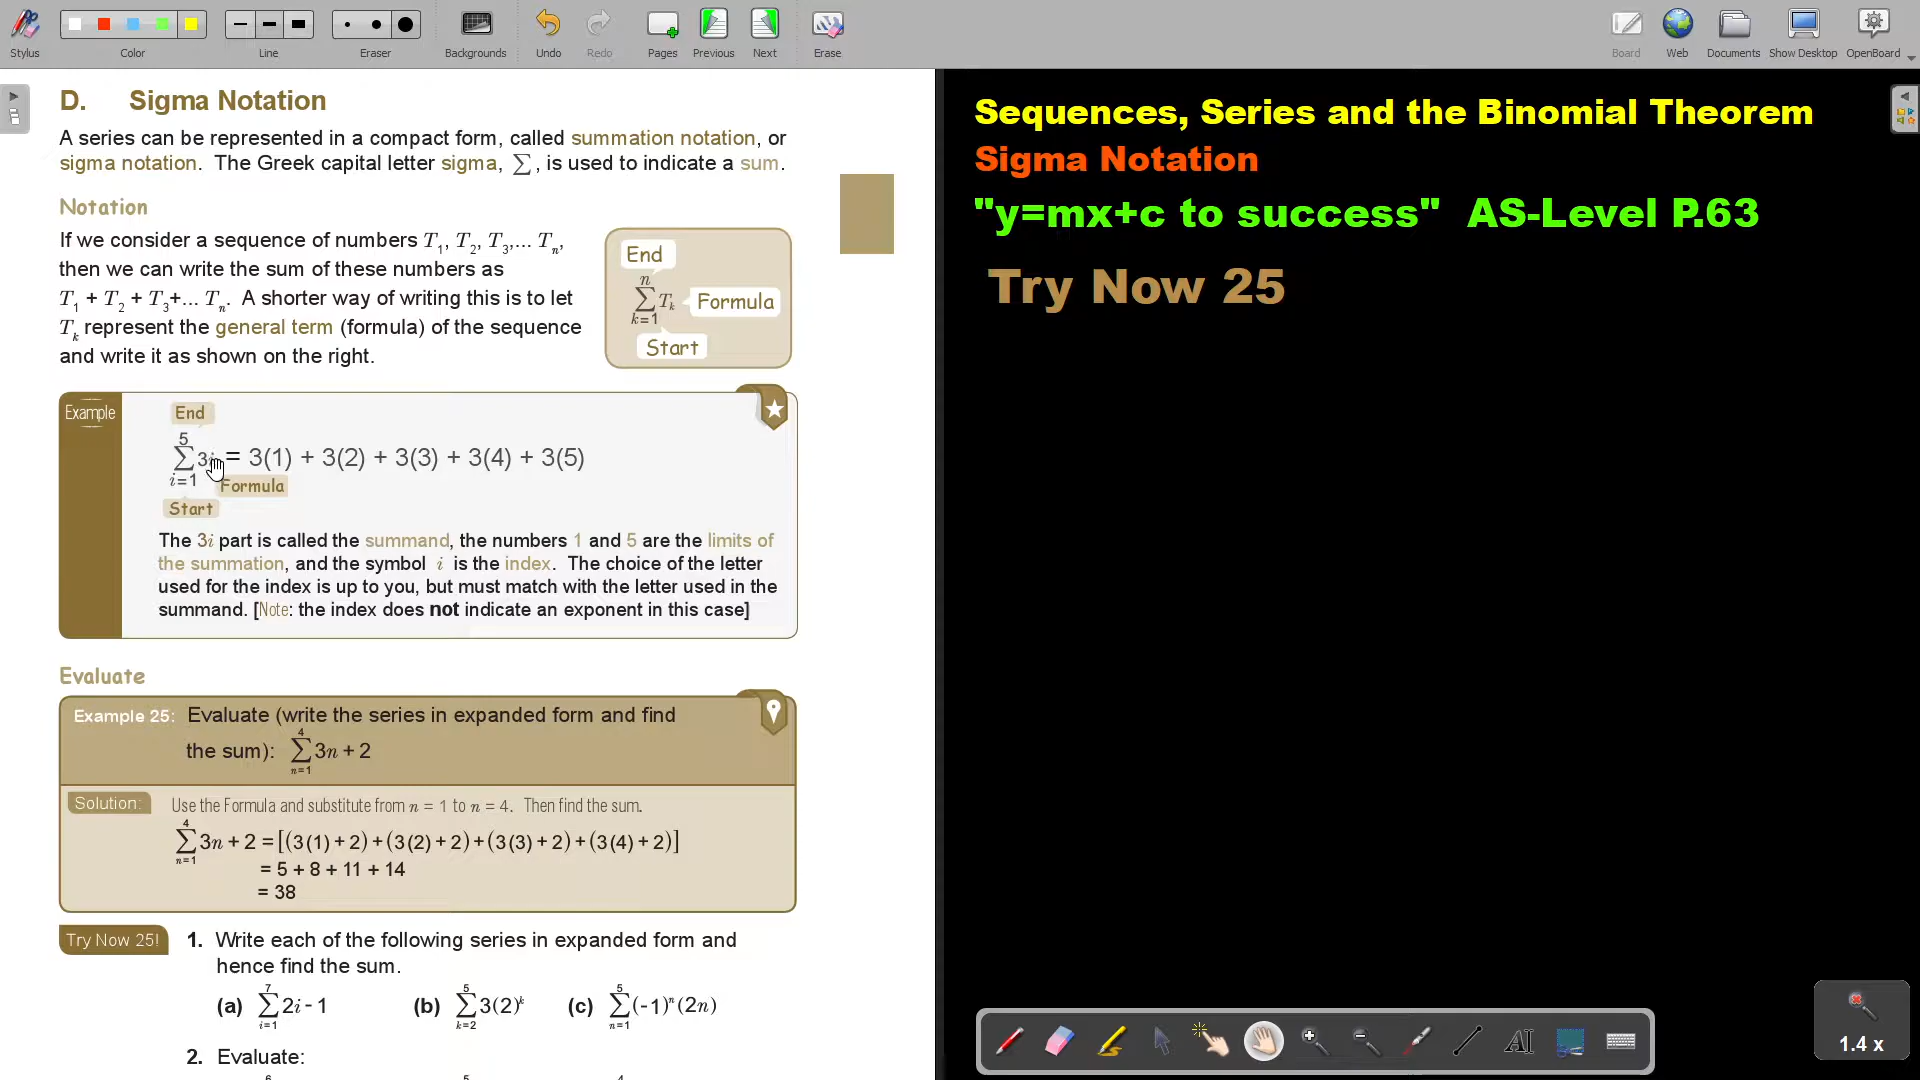 Stylus
Color
Line
Eraser
Backgrounds
Undo
Redo
Pages
Previous
Next
Erase
Board
Web
Documents
Show Desktop
OpenBoard
D. Sigma Notation
A series can be represented in a compact form, called summation notation, or
sigma notation. The Greek capital letter sigma, ∑, is used to indicate a sum.
Notation
If we consider a sequence of numbers T₁, T₂, T₃,... Tₙ,
then we can write the sum of these numbers as
T₁ + T₂ + T₃+... Tₙ. A shorter way of writing this is to let
Tₖ represent the general term (formula) of the sequence
and write it as shown on the right.
End
n
∑ Tₖ Formula
k=1
Start
Example
End
5
∑ 3i = 3(1) + 3(2) + 3(3) + 3(4) + 3(5)
i=1
Formula
Start
The 3i part is called the summand, the numbers 1 and 5 are the limits of
the summation, and the symbol i is the index. The choice of the letter
used for the index is up to you, but must match with the letter used in the
summand. [Note: the index does not indicate an exponent in this case]
Evaluate
Example 25: Evaluate (write the series in expanded form and find
4
the sum): ∑ 3n + 2
n=1
Solution: Use the Formula and substitute from n = 1 to n = 4. Then find the sum.
4
∑ 3n + 2 = [(3(1) + 2) + (3(2) + 2) + (3(3) + 2) + (3(4) + 2)]
n=1
= 5 + 8 + 11 + 14
= 38
Try Now 25! 1. Write each of the following series in expanded form and
hence find the sum.
7 5 5
(a) ∑ 2i - 1 (b) ∑ 3(2)ᵏ (c) ∑ (-1)ⁿ (2n)
i=1 k=2 n=1
2. Evaluate:
Sequences, Series and the Binomial Theorem
Sigma Notation
"y=mx+c to success" AS-Level P.63
Try Now 25
AI
1.4 x